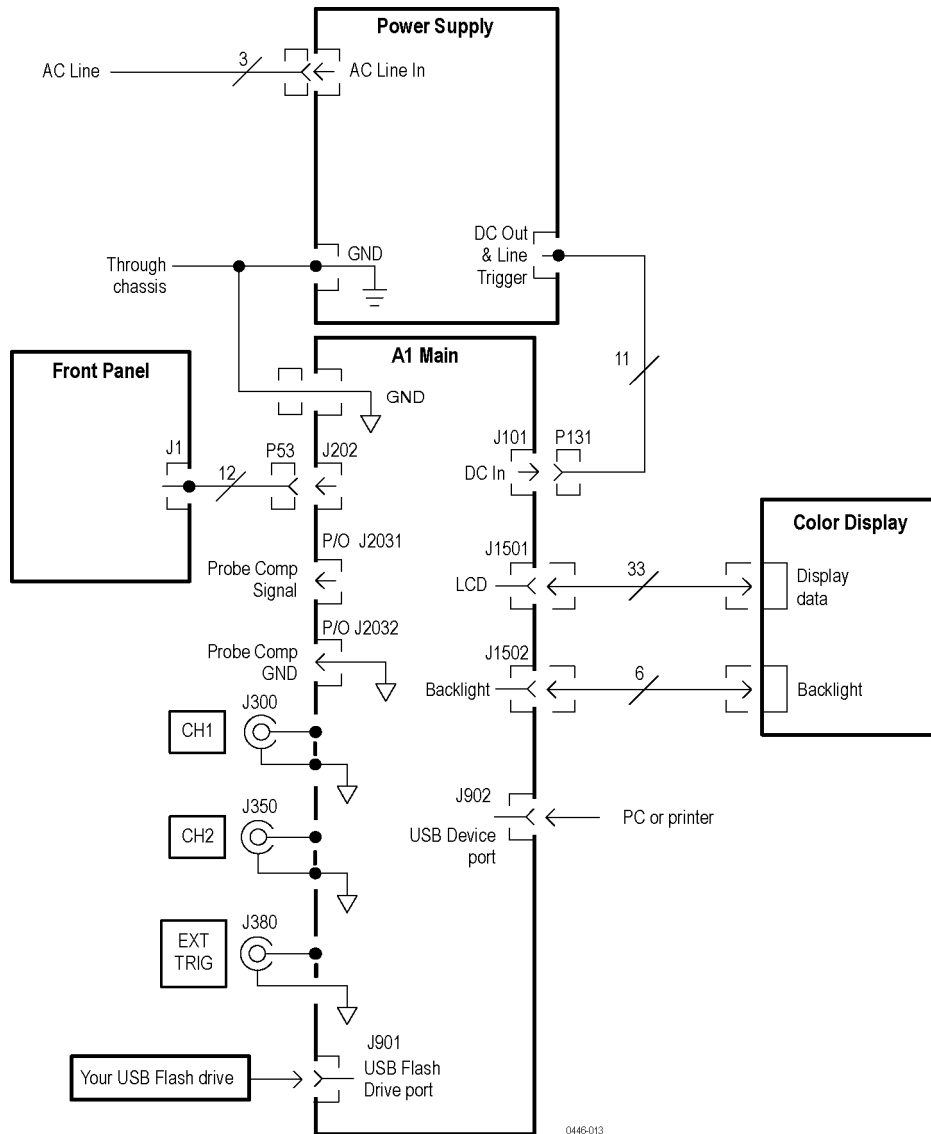 Power Supply
AC Line
3
AC Line In
DC Out
& Line
Trigger
GND
Through
chassis
A1 Main
11
Front Panel
GND
J1
P53
J202
J101
P131
12
DC In
Color Display
P/O J2031
J1501
Probe Comp
Signal
LCD
33
Display
data
P/O J2032
J1502
Probe Comp
GND
Backlight
6
Backlight
J300
CH1
J350
CH2
J902
USB Device
port
PC or printer
J380
EXT
TRIG
J901
USB Flash
Drive port
Your USB Flash drive
0446-013